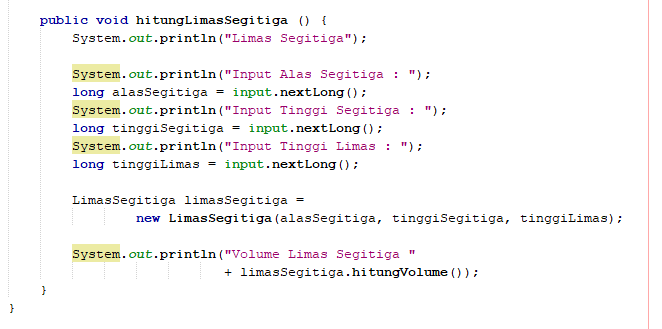 public void hitungLimasSegitiga () {
System.out.println("Limas Segitiga");
System.out.println("Input Alas Segitiga : ");
long alasSegitiga = input.nextLong();
System.out.println("Input Tinggi Segitiga : ");
long tinggiSegitiga = input.nextLong();
System.out.println("Input Tinggi Limas : ");
long tinggiLimas = input.nextLong();
LimasSegitiga limasSegitiga =
new LimasSegitiga(alasSegitiga, tinggiSegitiga, tinggiLimas);
System.out.println("Volume Limas Segitiga "
+ limasSegitiga.hitungVolume());
}
}